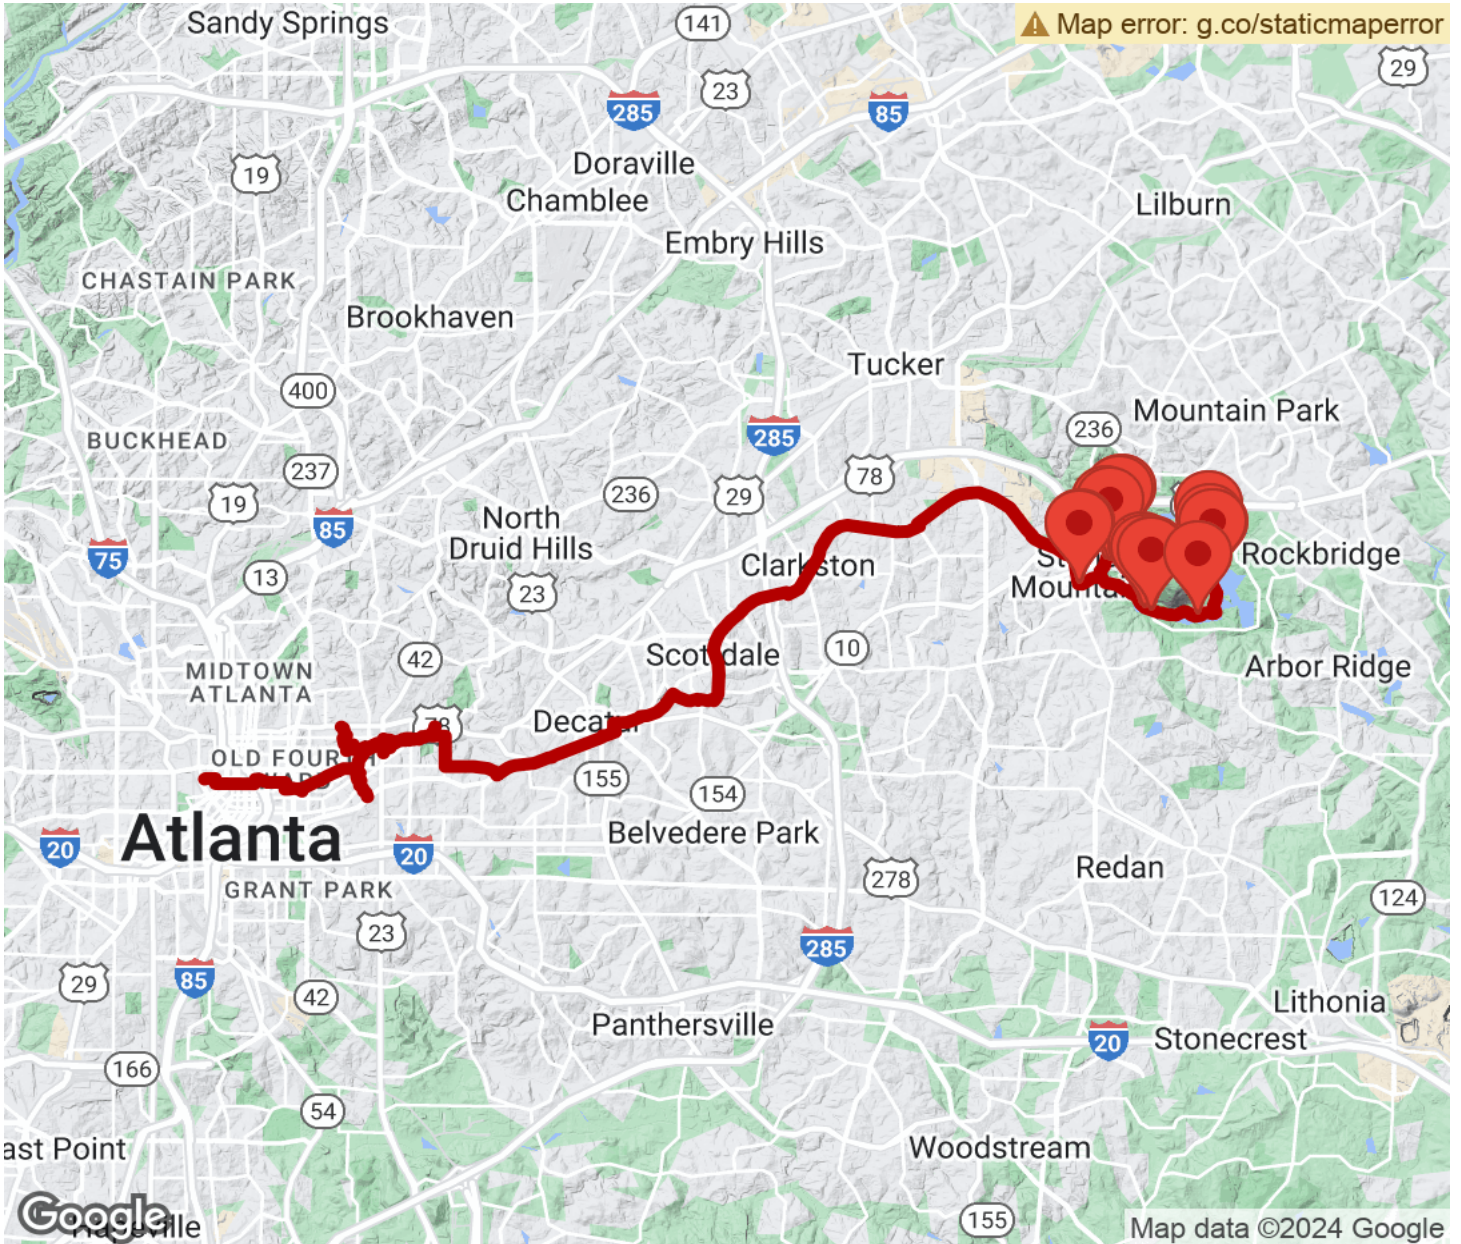 Sandy Springs
141
Map error: g.co/staticmaperror
29
23
285
85
Doraville
19
Chamblee
Lilburn
Embry Hills
CHASTAIN PARK
Brookhaven
Tucker
400
Mountain Park
236
BUCKHEAD
285
237
78
19
236
29
85
North
Druid Hills
75
Clarkston
Rockbridge
13
23
Mounta
42
Scottdale
10
MIDTOWN
ATLANTA
Arbor Ridge
78
Decatur
OLD FOURTH
WARD
155
154
Atlanta
Belvedere Park
20
20
Redan
278
GRANT PARK
124
23
285
29
85
42
Lithonia
Panthersville
20
Stonecrest
166
54
ast Point
Woodstream
Google
155
Map data ©2024 Google